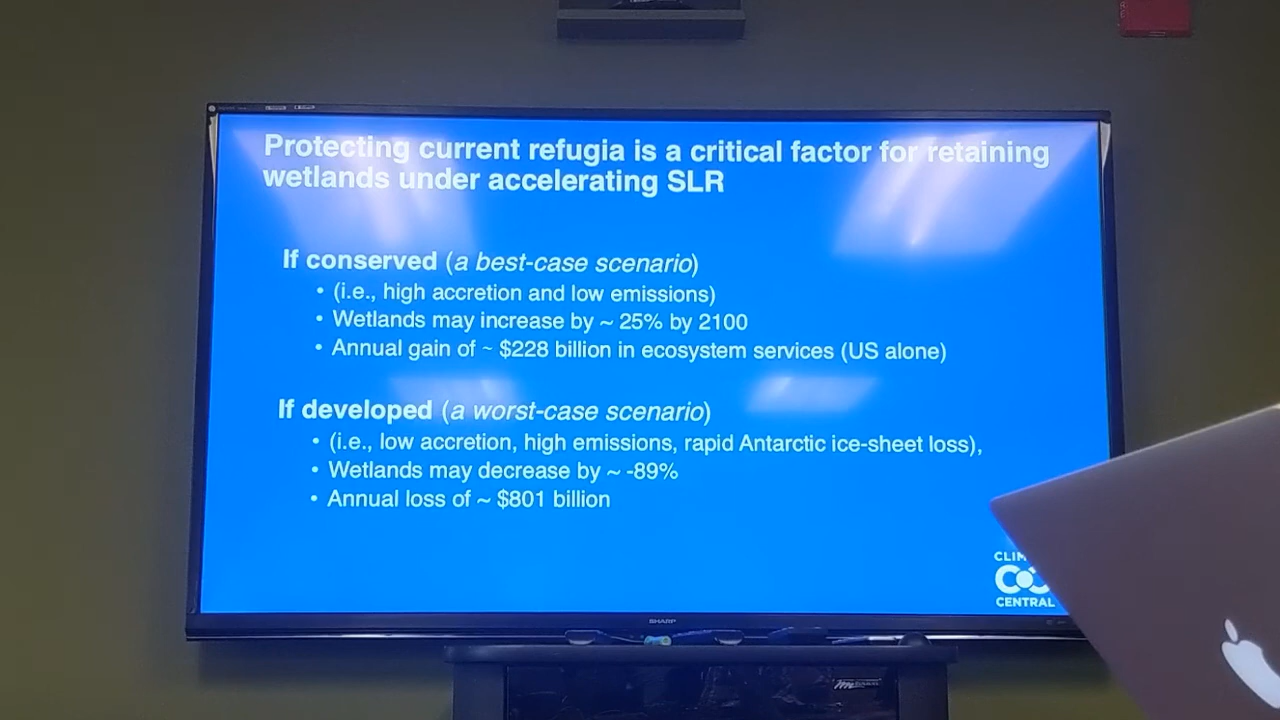 Protecting current refugia is a critical factor for retaining
wetlands under accelerating SLR
If conserved (a best-case scenario)
• (i.e., high accretion and low emissions)
• Wetlands may increase by ~ 25% by 2100
• Annual gain of ~ $228 billion in ecosystem services (US alone)
If developed (a worst-case scenario)
• (i.e., low accretion, high emissions, rapid Antarctic ice-sheet loss),
• Wetlands may decrease by ~ -89%
• Annual loss of ~ $801 billion
CLIM
CENTRAL
SHARP